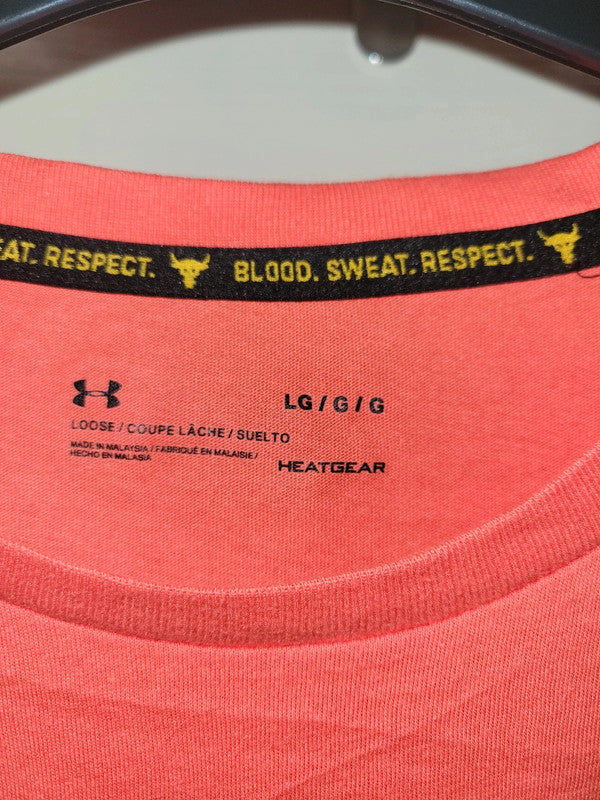 EAT. RESPECT. BLOOD. SWEAT. RESPECT.
LG / G / G
LOOSE / COUPE LÂCHE / SUELTO
MADE IN MALAYSIA / FABRIQUÉ EN MALAISIE /
HECHO EN MALASIA
HEATGEAR